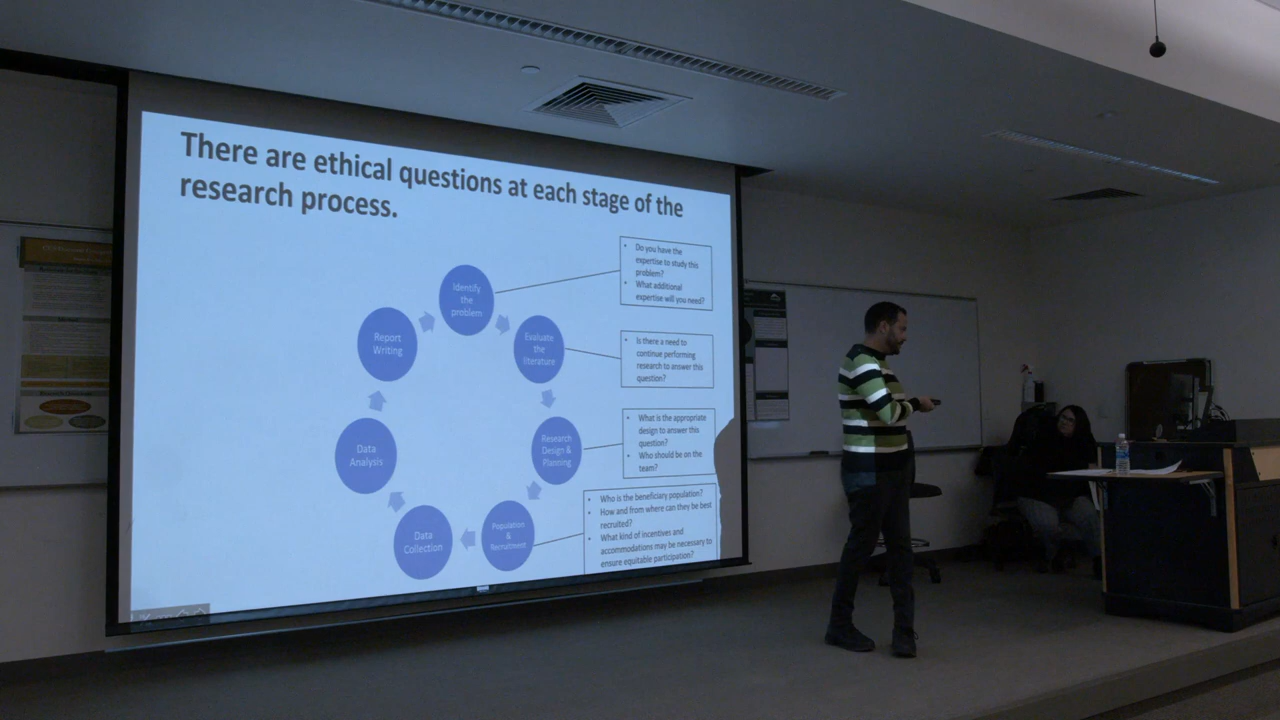 There are ethical questions at each stage of the
research process.
Identify
the
problem
• Do you have the
expertise to study this
problem?
• What additional
expertise will you need?
Evaluate
the
literature
• Is there a need to
continue performing
research to answer this
question?
Research
Design &
Planning
• What is the appropriate
design to answer this
question?
• Who should be on the
team?
Population
&
Recruitment
• Who is the beneficiary population?
• How and from where can they be best
recruited?
• What kind of incentives and
accommodations may be necessary to
ensure equitable participation?
Data
Collection
Data
Analysis
Report
Writing